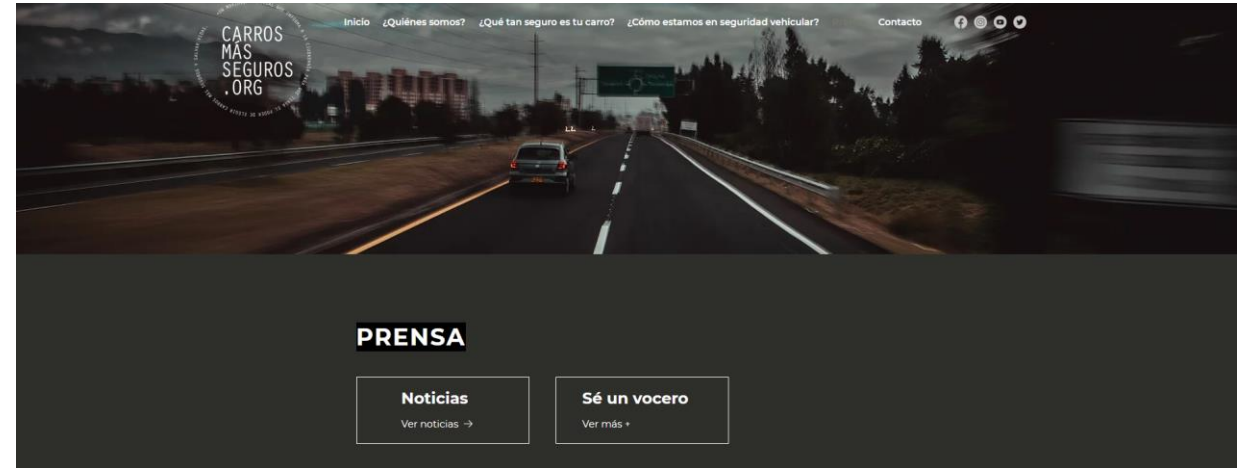 CARROS
MÁS
SEGUROS
.ORG
Inicio ¿Quiénes somos? ¿Qué tan seguro es tu carro? ¿Cómo estamos en seguridad vehicular? Contacto
PRENSA
Noticias
Ver noticias →
Sé un vocero
Ver más +